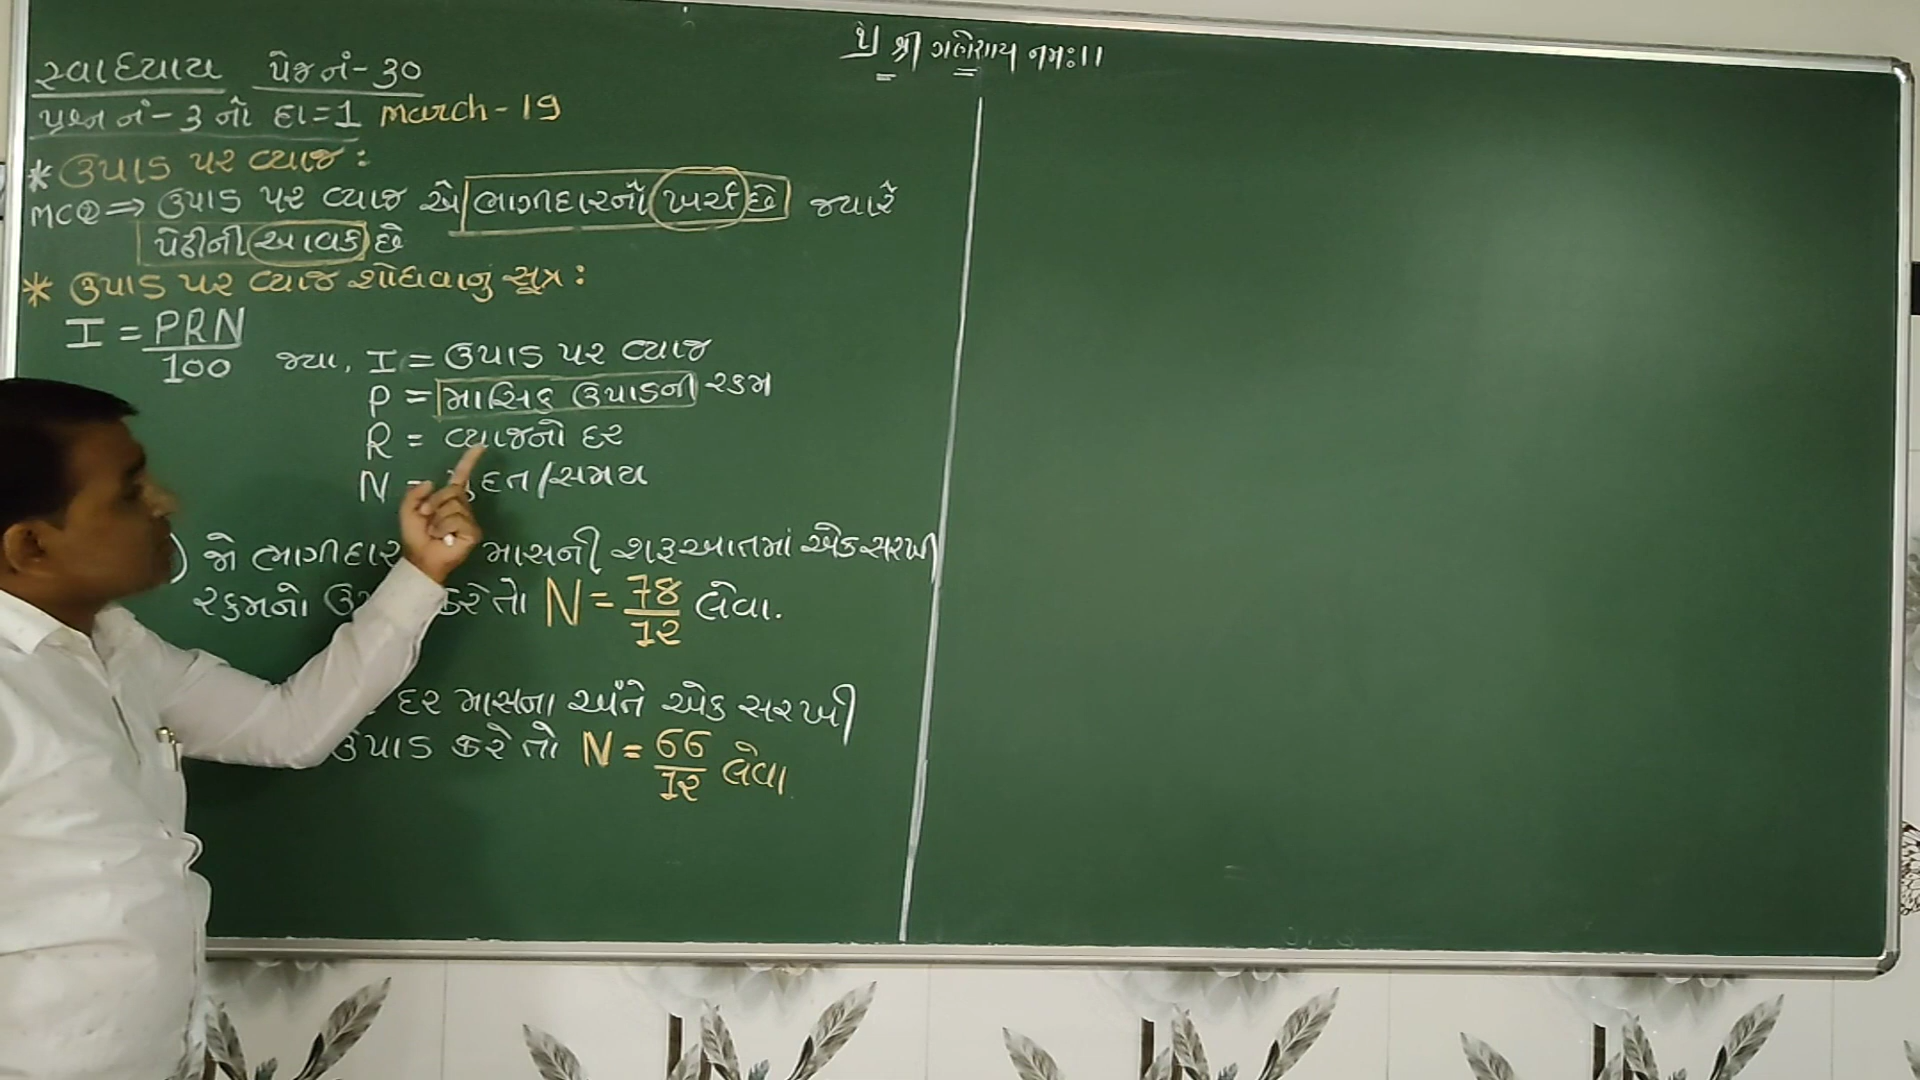 શ્રી ગણેશાય નમઃ।।
સ્વાધ્યાય પેજ નં-30
પ્રશ્ન નં-3 નો દા=1 March-19
* ઉપાડ પર વ્યાજ :
MCQ ⇒ ઉપાડ પર વ્યાજ એ ભાગીદારનો ખર્ચ છે જ્યારે
પેઢીની આવક છે
* ઉપાડ પર વ્યાજ શોધવાનું સૂત્ર :
I = PRN/100
જ્યા, I = ઉપાડ પર વ્યાજ
P = માસિક ઉપાડની રકમ
R = વ્યાજનો દર
N = મુદત/સમય
) જો ભાગીદાર માસની શરૂઆતમાં એકસરખી
રકમનો કરે તો N = 78/12 લેવા.
દર માસના અંતે એક સરખી
ઉપાડ કરે તો N = 66/12 લેવા.